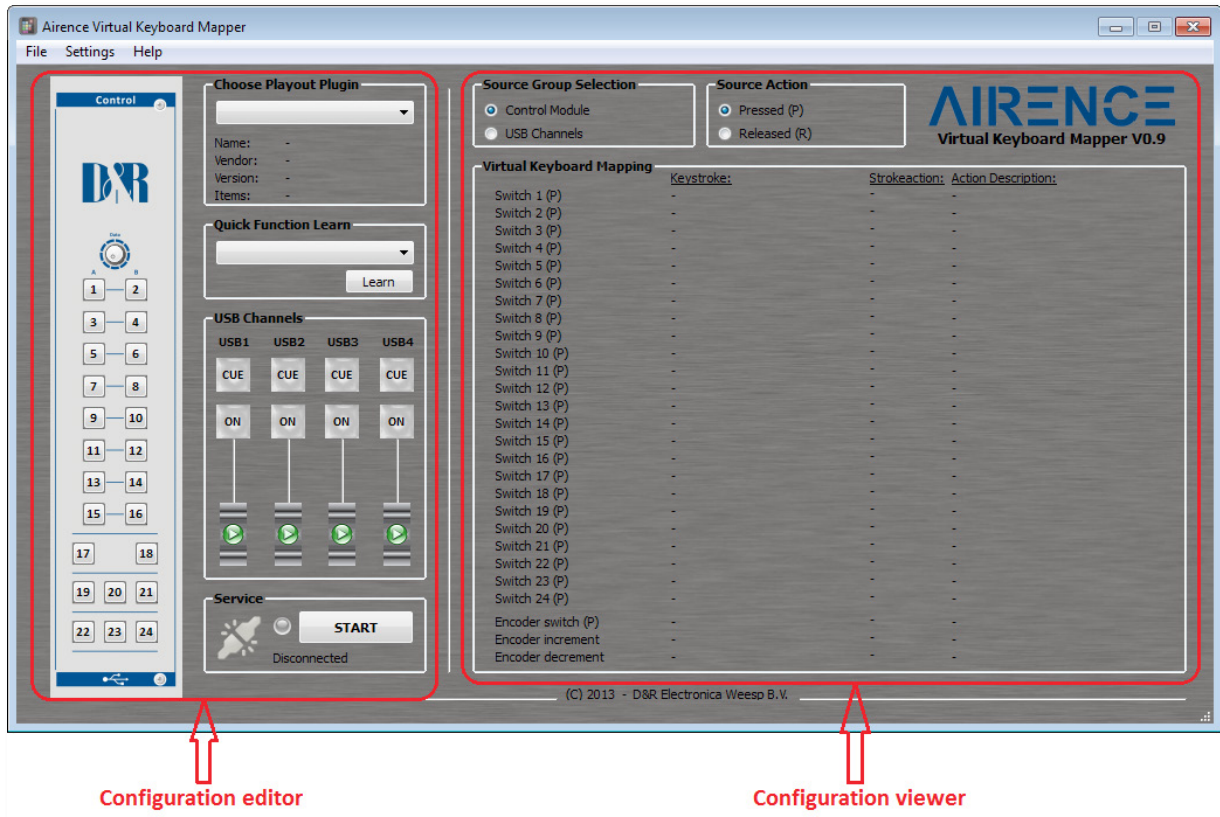 Airence Virtual Keyboard Mapper
File Settings Help
Control
D&R
Data
A B
1 2
3 4
5 6
7 8
9 10
11 12
13 14
15 16
17 18
19 20 21
22 23 24
Choose Playout Plugin
Name: -
Vendor: -
Version: -
Items: -
Quick Function Learn
Learn
USB Channels
USB1 USB2 USB3 USB4
CUE CUE CUE CUE
ON ON ON ON
Service
START
Disconnected
Source Group Selection
Control Module
USB Channels
Source Action
Pressed (P)
Released (R)
AIRENCE
Virtual Keyboard Mapper V0.9
Virtual Keyboard Mapping
Keystroke: Strokeaction: Action Description:
Switch 1 (P) - - -
Switch 2 (P) - - -
Switch 3 (P) - - -
Switch 4 (P) - - -
Switch 5 (P) - - -
Switch 6 (P) - - -
Switch 7 (P) - - -
Switch 8 (P) - - -
Switch 9 (P) - - -
Switch 10 (P) - - -
Switch 11 (P) - - -
Switch 12 (P) - - -
Switch 13 (P) - - -
Switch 14 (P) - - -
Switch 15 (P) - - -
Switch 16 (P) - - -
Switch 17 (P) - - -
Switch 18 (P) - - -
Switch 19 (P) - - -
Switch 20 (P) - - -
Switch 21 (P) - - -
Switch 22 (P) - - -
Switch 23 (P) - - -
Switch 24 (P) - - -
Encoder switch (P) - - -
Encoder increment - - -
Encoder decrement - - -
(C) 2013 - D&R Electronica Weesp B.V.
Configuration editor
Configuration viewer